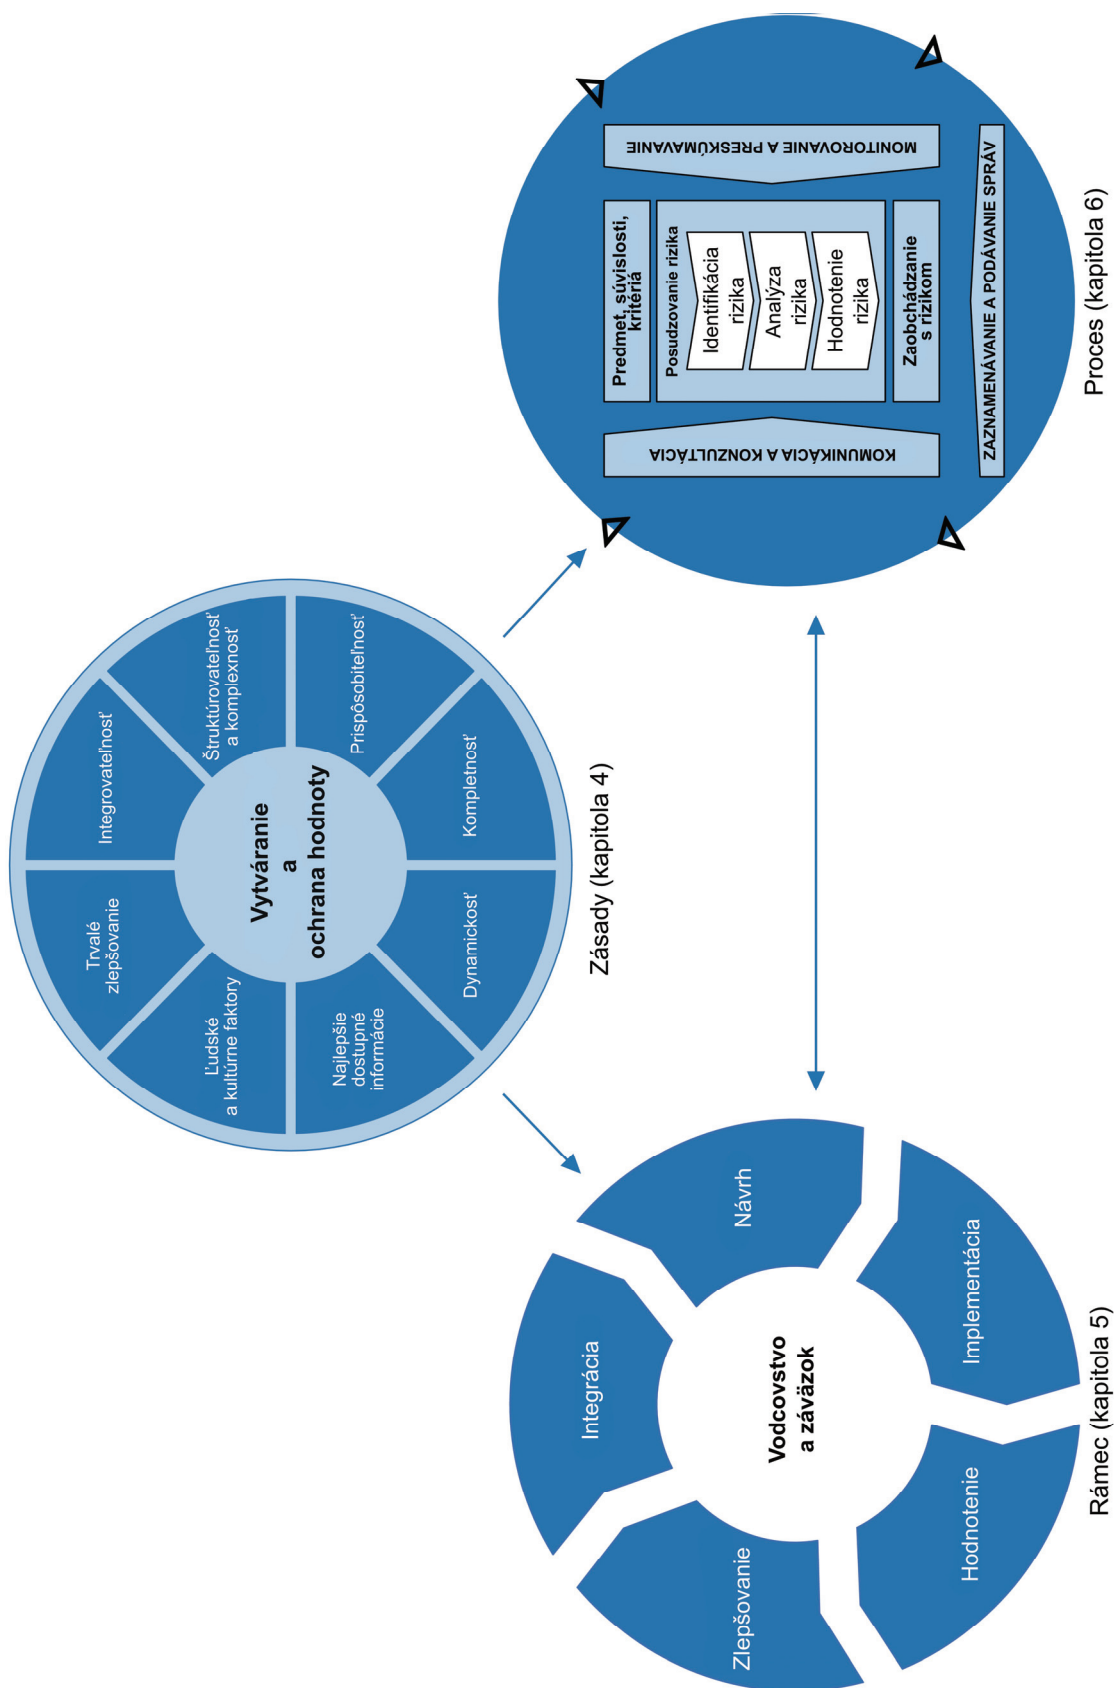 Integrovateľnosť
Štruktúrovateľnosť
a komplexnosť
Prispôsobiteľnosť
Kompletnosť
Dynamickosť
Najlepšie
dostupné
informácie
Ľudské
a kultúrne faktory
Trvalé
zlepšovanie
Vytváranie
a
ochrana hodnoty
Zásady (kapitola 4)
Integrácia
Návrh
Implementácia
Hodnotenie
Zlepšovanie
Vodcovstvo
a záväzok
Rámec (kapitola 5)
KOMUNIKÁCIA A KONZULTÁCIA
Predmet, súvislosti,
kritériá
Posudzovanie rizika
Identifikácia
rizika
Analýza
rizika
Hodnotenie
rizika
Zaobchádzanie
s rizikom
MONITOROVANIE A PRESKÚMAVANIE
ZAZNAMENÁVANIE A PODÁVANIE SPRÁV
Proces (kapitola 6)